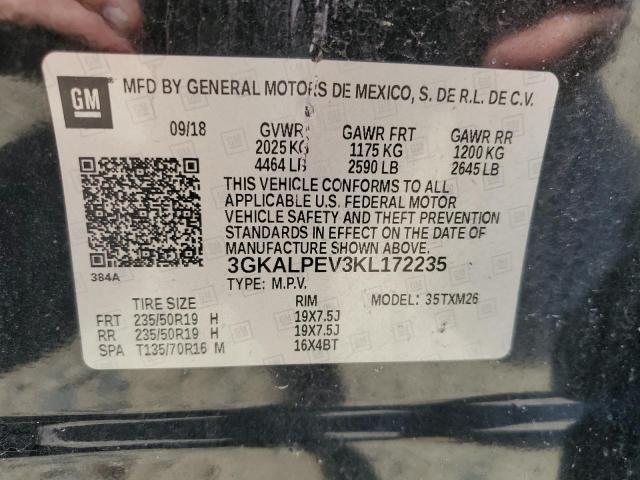 GM
MFD BY GENERAL MOTORS DE MEXICO, S. DE R.L. DE C.V.
09/18 GVWR GAWR FRT GAWR RR
2025 KG 1175 KG 1200 KG
4464 LB 2590 LB 2645 LB
THIS VEHICLE CONFORMS TO ALL
APPLICABLE U.S. FEDERAL MOTOR
VEHICLE SAFETY AND THEFT PREVENTION
STANDARDS IN EFFECT ON THE DATE OF
MANUFACTURE SHOWN ABOVE.
384A
3GKALPEV3KL172235
TYPE: M.P.V. MODEL: 35TXM26
TIRE SIZE RIM
FRT 235/50R19 H 19X7.5J
RR 235/50R19 H 19X7.5J
SPA T135/70R16 M 16X4BT